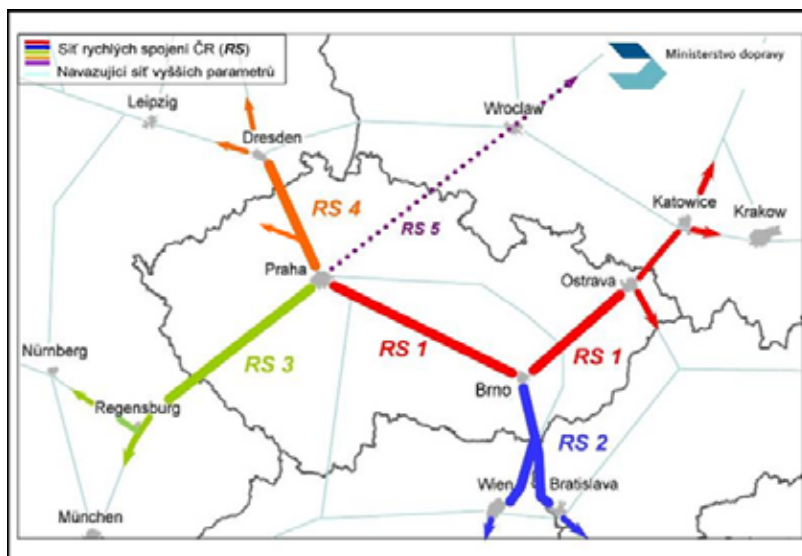 Síť rychlých spojení ČR (RS)
Navazující síť vyšších parametrů
Ministerstvo dopravy
Leipzig
Wroclaw
Dresden
Katowice
RS 4
Krakow
RS 5
Praha
Ostrava
RS 1
RS 1
Nürnberg
RS 3
Brno
Regensburg
RS 2
Wien
Bratislava
München